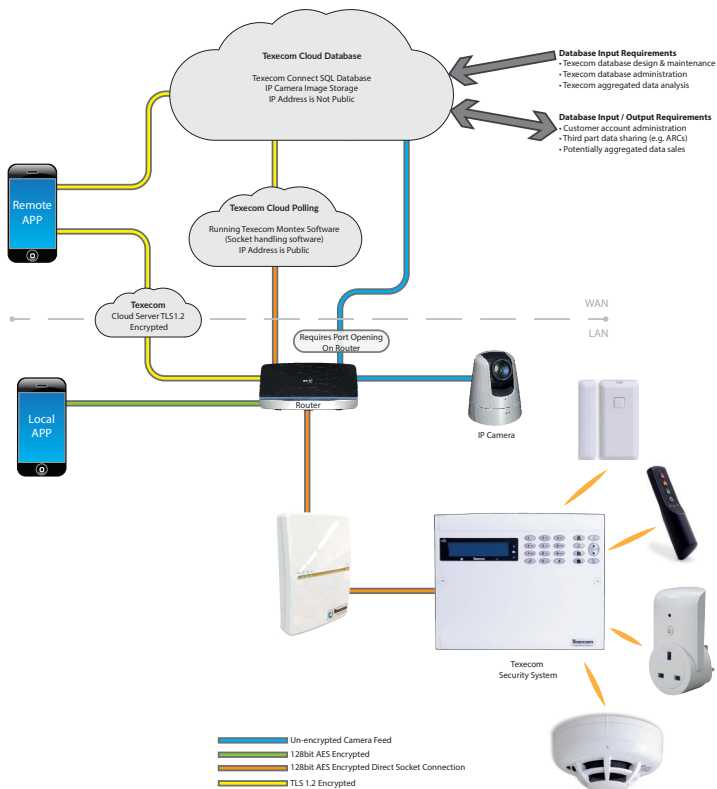 Texecom Cloud Database
Texecom Connect SQL Database
IP Camera Image Storage
IP Address is Not Public
Database Input Requirements
• Texecom database design & maintenance
• Texecom database administration
• Texecom aggregated data analysis
Database Input / Output Requirements
• Customer account administration
• Third part data sharing (e.g. ARCs)
• Potentially aggregated data sales
Remote
APP
Texecom Cloud Polling
Running Texecom Montex Software
(Socket handling software)
IP Address is Public
Texecom
Cloud Server TLS1.2
Encrypted
WAN
LAN
Requires Port Opening
On Router
Router
Local
APP
IP Camera
Texecom
Texecom
Texecom
Security System
Un-encrypted Camera Feed
128bit AES Encrypted
128bit AES Encrypted Direct Socket Connection
TLS 1.2 Encrypted